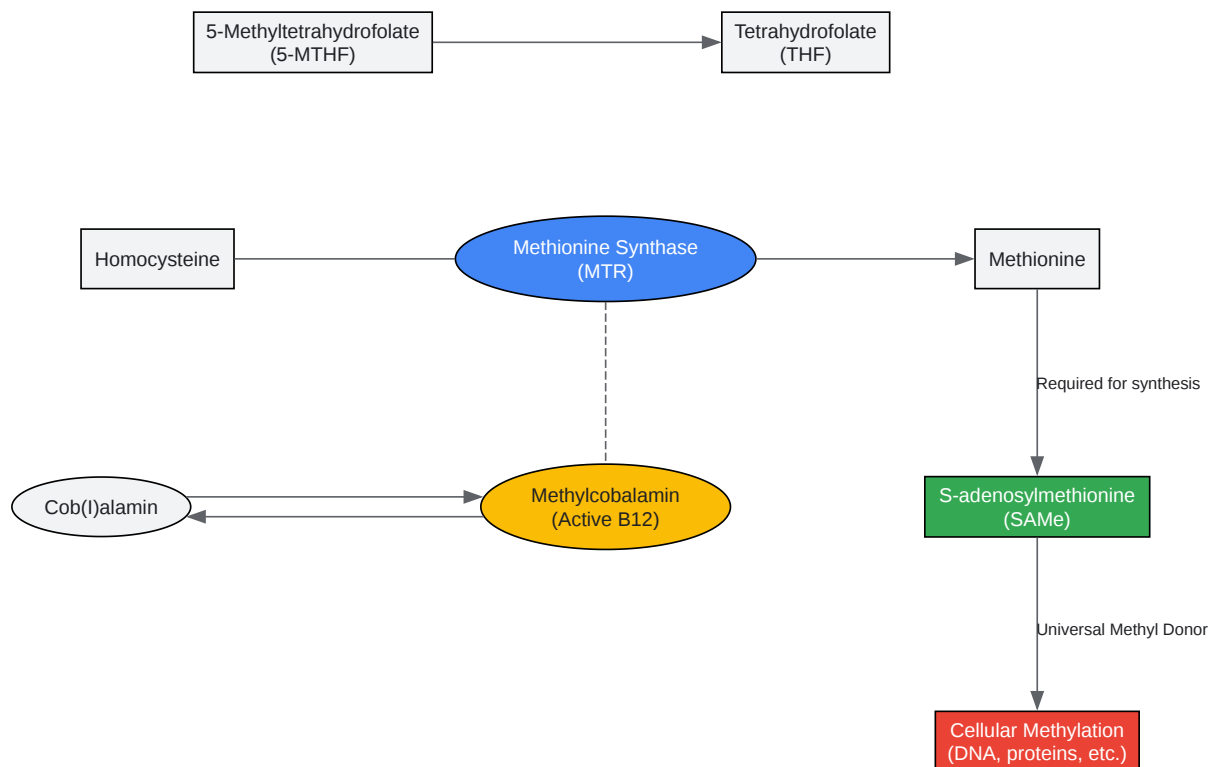 5-Methyltetrahydrofolate
(5-MTHF)
Tetrahydrofolate
(THF)
Homocysteine
Methionine Synthase
(MTR)
Methionine
Required for synthesis
Cob(I)alamin
Methylcobalamin
(Active B12)
S-adenosylmethionine
(SAMe)
Universal Methyl Donor
Cellular Methylation
(DNA, proteins, etc.)